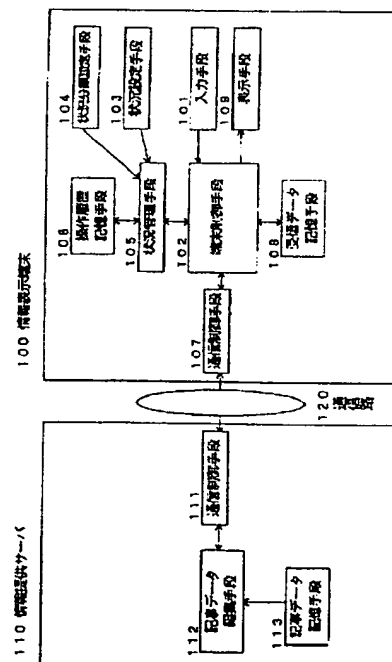 100 情報表示端末
104
状況分類設定手段
103
状況設定手段
106
操作履歴
記憶手段
105
状況管理手段
101
入力手段
109
表示手段
102
端末制御手段
108
受信データ
記憶手段
107
通信制御手段
120
通信路
110 情報提供サーバ
111
通信制御手段
112
記事データ
編集手段
113
記事データ
記憶手段